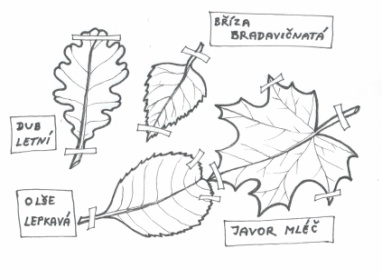 BŘÍZA
BRADAVIČNATÁ
DUB
LETNÍ
OLŠE
LEPKAVÁ
JAVOR MLÉČ